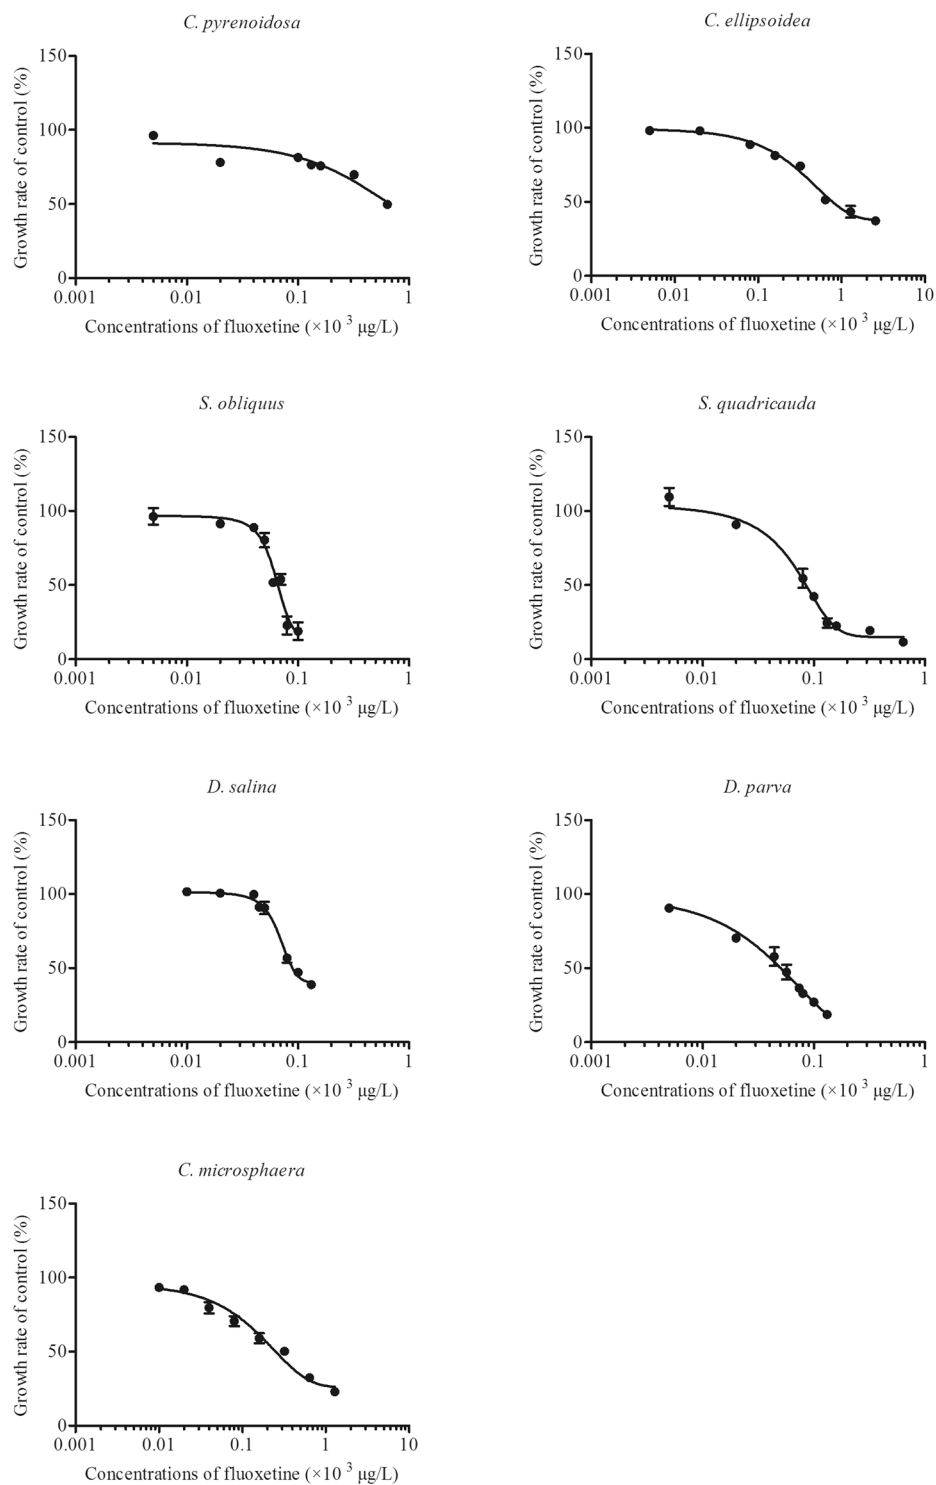 C. pyrenoidosa
150
100
50
0
0.001 0.01 0.1 1
Growth rate of control (%)
Concentrations of fluoxetine (×10 3 μg/L)
C. ellipsoidea
150
100
50
0
0.001 0.01 0.1 1 10
Growth rate of control (%)
Concentrations of fluoxetine (×10 3 μg/L)
S. obliquus
150
100
50
0
0.001 0.01 0.1 1
Growth rate of control (%)
Concentrations of fluoxetine (×10 3 μg/L)
S. quadricauda
150
100
50
0
0.001 0.01 0.1 1
Growth rate of control (%)
Concentrations of fluoxetine (×10 3 μg/L)
D. salina
150
100
50
0
0.001 0.01 0.1 1
Growth rate of control (%)
Concentrations of fluoxetine (×10 3 μg/L)
D. parva
150
100
50
0
0.001 0.01 0.1 1
Growth rate of control (%)
Concentrations of fluoxetine (×10 3 μg/L)
C. microsphaera
150
100
50
0
0.001 0.01 0.1 1 10
Growth rate of control (%)
Concentrations of fluoxetine (×10 3 μg/L)